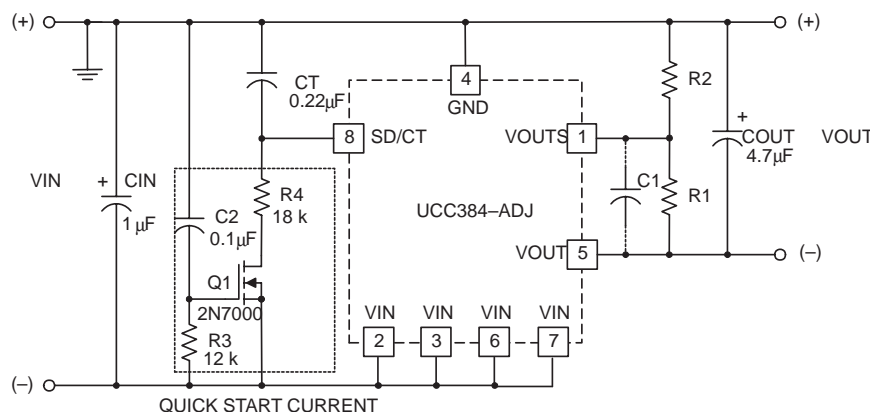 (+)
(+)
CT
0.22µF
4
GND
R2
8
SD/CT
VOUTS
1
+
COUT
4.7µF
VOUT
VIN
+
CIN
1 µF
R4
18 k
C2
0.1µF
UCC384–ADJ
C1
R1
VOUT
5
(–)
Q1
2N7000
R3
12 k
VIN
VIN
VIN
VIN
2
3
6
7
(–)
QUICK START CURRENT